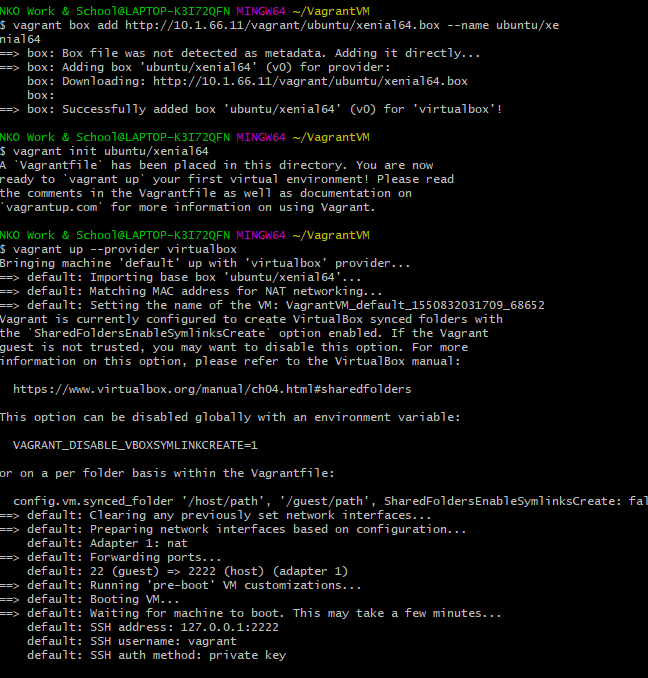 NKO Work & School@LAPTOP-K3I72QFN MINGW64 ~/VagrantVM
$ vagrant box add http://10.1.66.11/vagrant/ubuntu/xenial64.box --name ubuntu/xe
nial64
==> box: Box file was not detected as metadata. Adding it directly...
==> box: Adding box 'ubuntu/xenial64' (v0) for provider:
box: Downloading: http://10.1.66.11/vagrant/ubuntu/xenial64.box
box:
==> box: Successfully added box 'ubuntu/xenial64' (v0) for 'virtualbox'!
NKO Work & School@LAPTOP-K3I72QFN MINGW64 ~/VagrantVM
$ vagrant init ubuntu/xenial64
A `Vagrantfile` has been placed in this directory. You are now
ready to `vagrant up` your first virtual environment! Please read
the comments in the Vagrantfile as well as documentation on
`vagrantup.com` for more information on using Vagrant.
NKO Work & School@LAPTOP-K3I72QFN MINGW64 ~/VagrantVM
$ vagrant up --provider virtualbox
Bringing machine 'default' up with 'virtualbox' provider...
==> default: Importing base box 'ubuntu/xenial64'...
==> default: Matching MAC address for NAT networking...
==> default: Setting the name of the VM: VagrantVM_default_1550832031709_68652
Vagrant is currently configured to create VirtualBox synced folders with
the `SharedFoldersEnableSymlinksCreate` option enabled. If the Vagrant
guest is not trusted, you may want to disable this option. For more
information on this option, please refer to the VirtualBox manual:
https://www.virtualbox.org/manual/ch04.html#sharedfolders
This option can be disabled globally with an environment variable:
VAGRANT_DISABLE_VBOXSYMLINKCREATE=1
or on a per folder basis within the Vagrantfile:
config.vm.synced_folder '/host/path', '/guest/path', SharedFoldersEnableSymlinksCreate: fal
==> default: Clearing any previously set network interfaces...
==> default: Preparing network interfaces based on configuration...
default: Adapter 1: nat
==> default: Forwarding ports...
default: 22 (guest) => 2222 (host) (adapter 1)
==> default: Running 'pre-boot' VM customizations...
==> default: Booting VM...
==> default: Waiting for machine to boot. This may take a few minutes...
default: SSH address: 127.0.0.1:2222
default: SSH username: vagrant
default: SSH auth method: private key